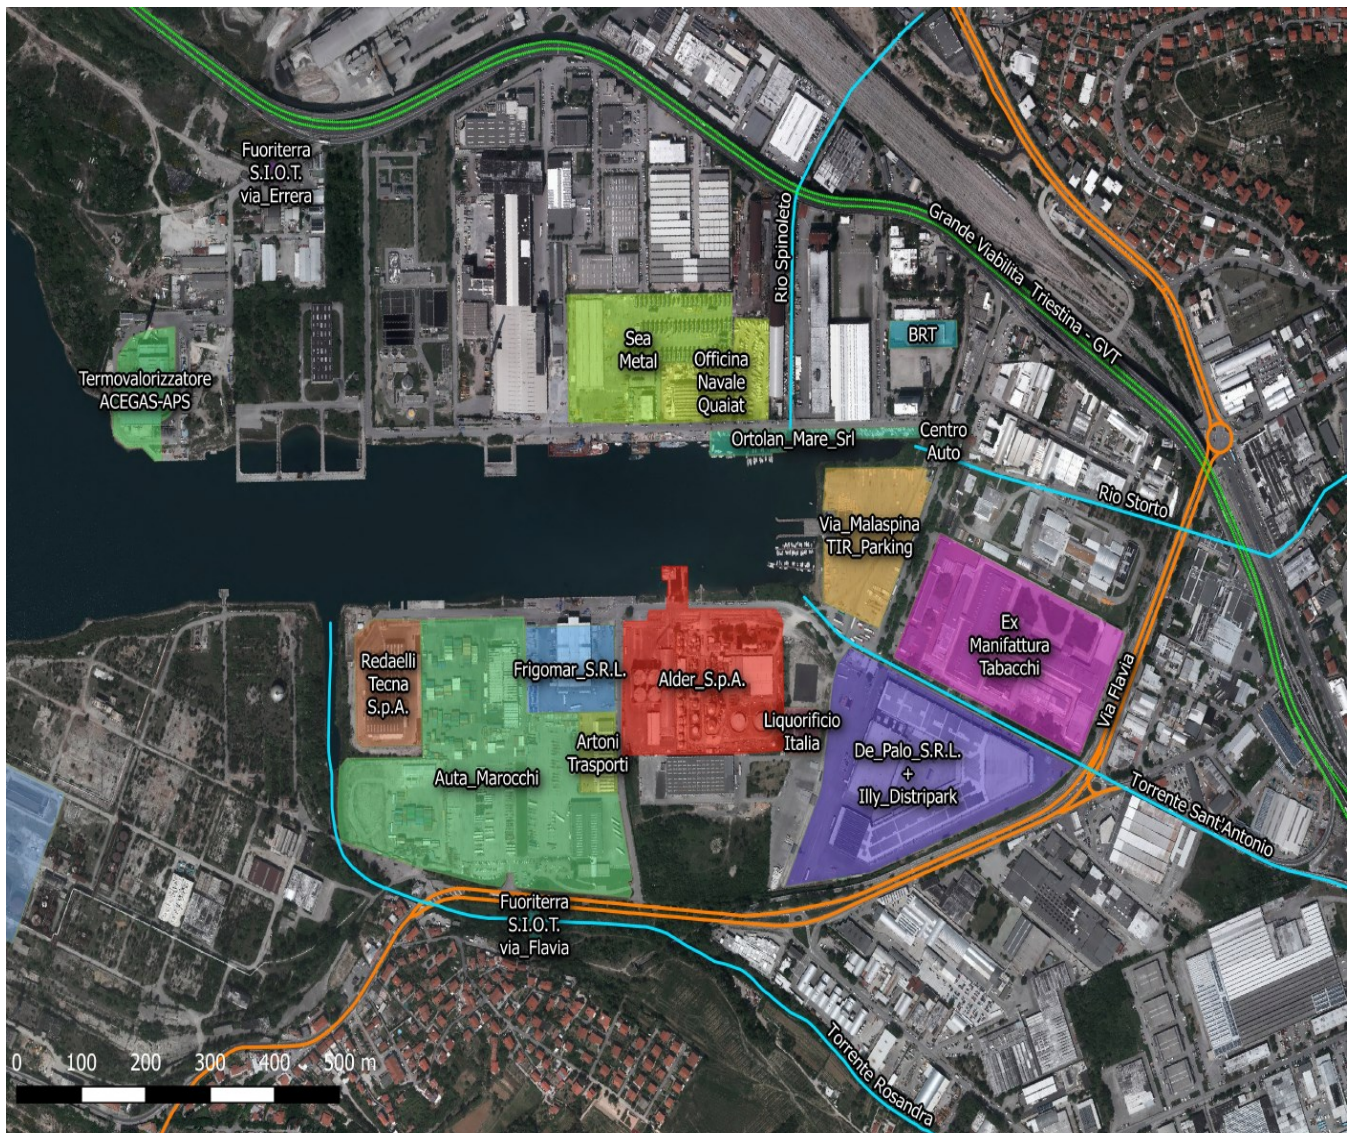 Fuoriterra
S.I.O.T.
via_Errera
Rio Spinoleto
Grande Viabilita_Triestina - GVT
Sea
Metal
Officina
Navale
Quaiat
BRT
Termovalorizzatore
ACEGAS-APS
Ortolan_Mare_Srl
Centro
Auto
Rio Storto
Via_Malaspina
TIR_Parking
Ex
Manifattura
Tabacchi
Via Flavia
Redaelli
Tecna
S.p.A.
Frigomar_S.R.L.
Alder_S.p.A.
Liquorificio
Italia
Artoni
Trasporti
Auta_Marocchi
De_Palo_S.R.L.
+
Illy_Distripark
Torrente Sant'Antonio
Fuoriterra
S.I.O.T.
via_Flavia
Torrente Rosandra
0 100 200 300 400 500 m